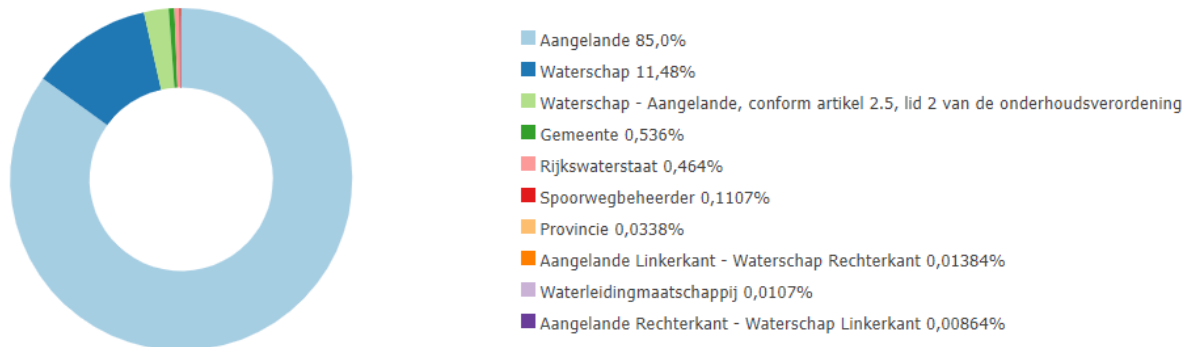 Aangelande 85,0%
Waterschap 11,48%
Waterschap - Aangelande, conform artikel 2.5, lid 2 van de onderhoudsverordening
Gemeente 0,536%
Rijkswaterstaat 0,464%
Spoorwegbeheerder 0,1107%
Provincie 0,0338%
Aangelande Linkerkant - Waterschap Rechterkant 0,01384%
Waterleidingmaatschappij 0,0107%
Aangelande Rechterkant - Waterschap Linkerkant 0,00864%